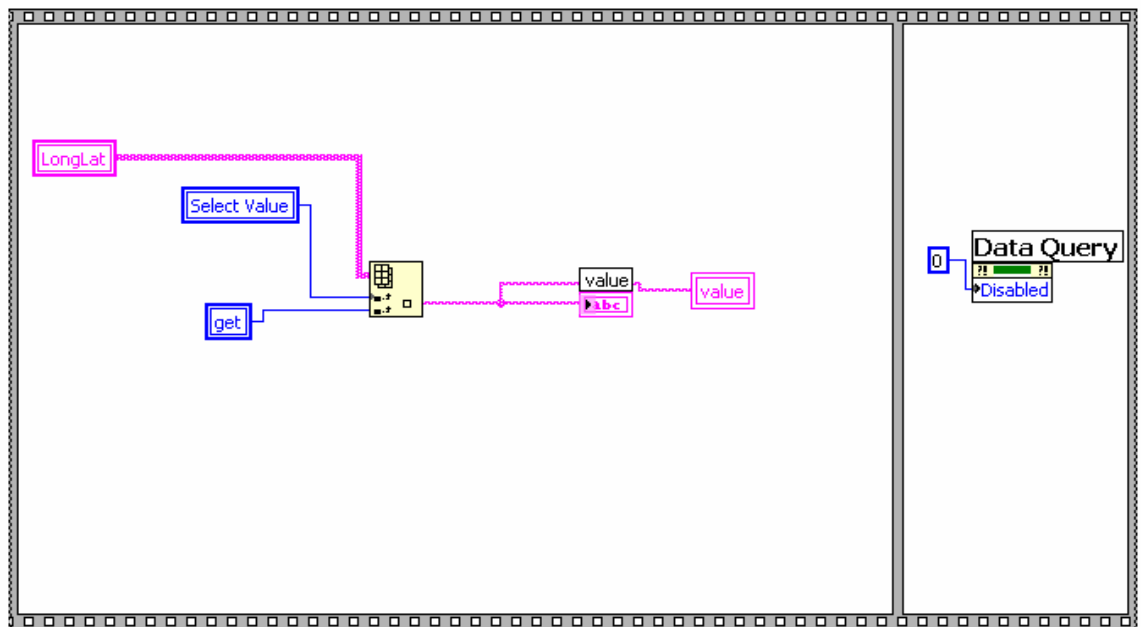 LongLat
Select Value
get
value
abc
value
0
Data Query
?! ?!
Disabled